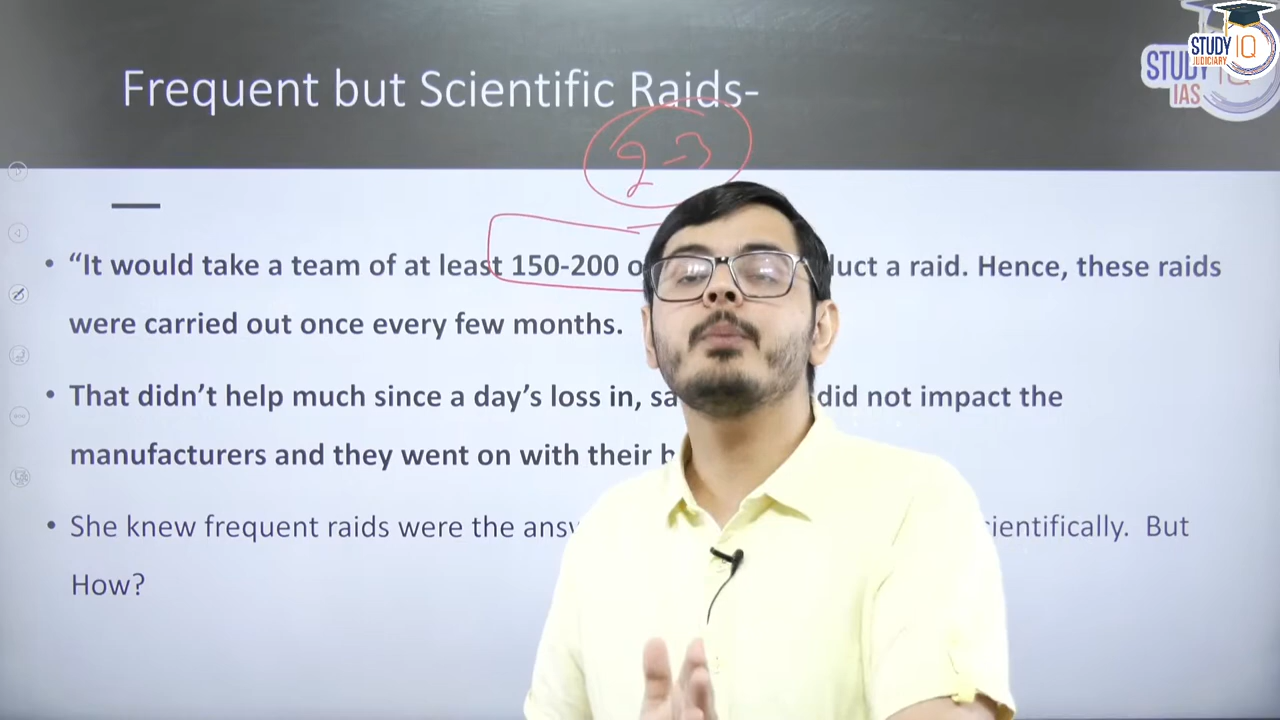 STUDY IQ
JUDICIARY
STUDY IQ
IAS
Frequent but Scientific Raids-
2-3
• “It would take a team of at least 150-200 duct a raid. Hence, these raids
were carried out once every few months.
• That didn’t help much since a day’s loss in, did not impact the
manufacturers and they went on with their
• She knew frequent raids were the cientifically. But
How?